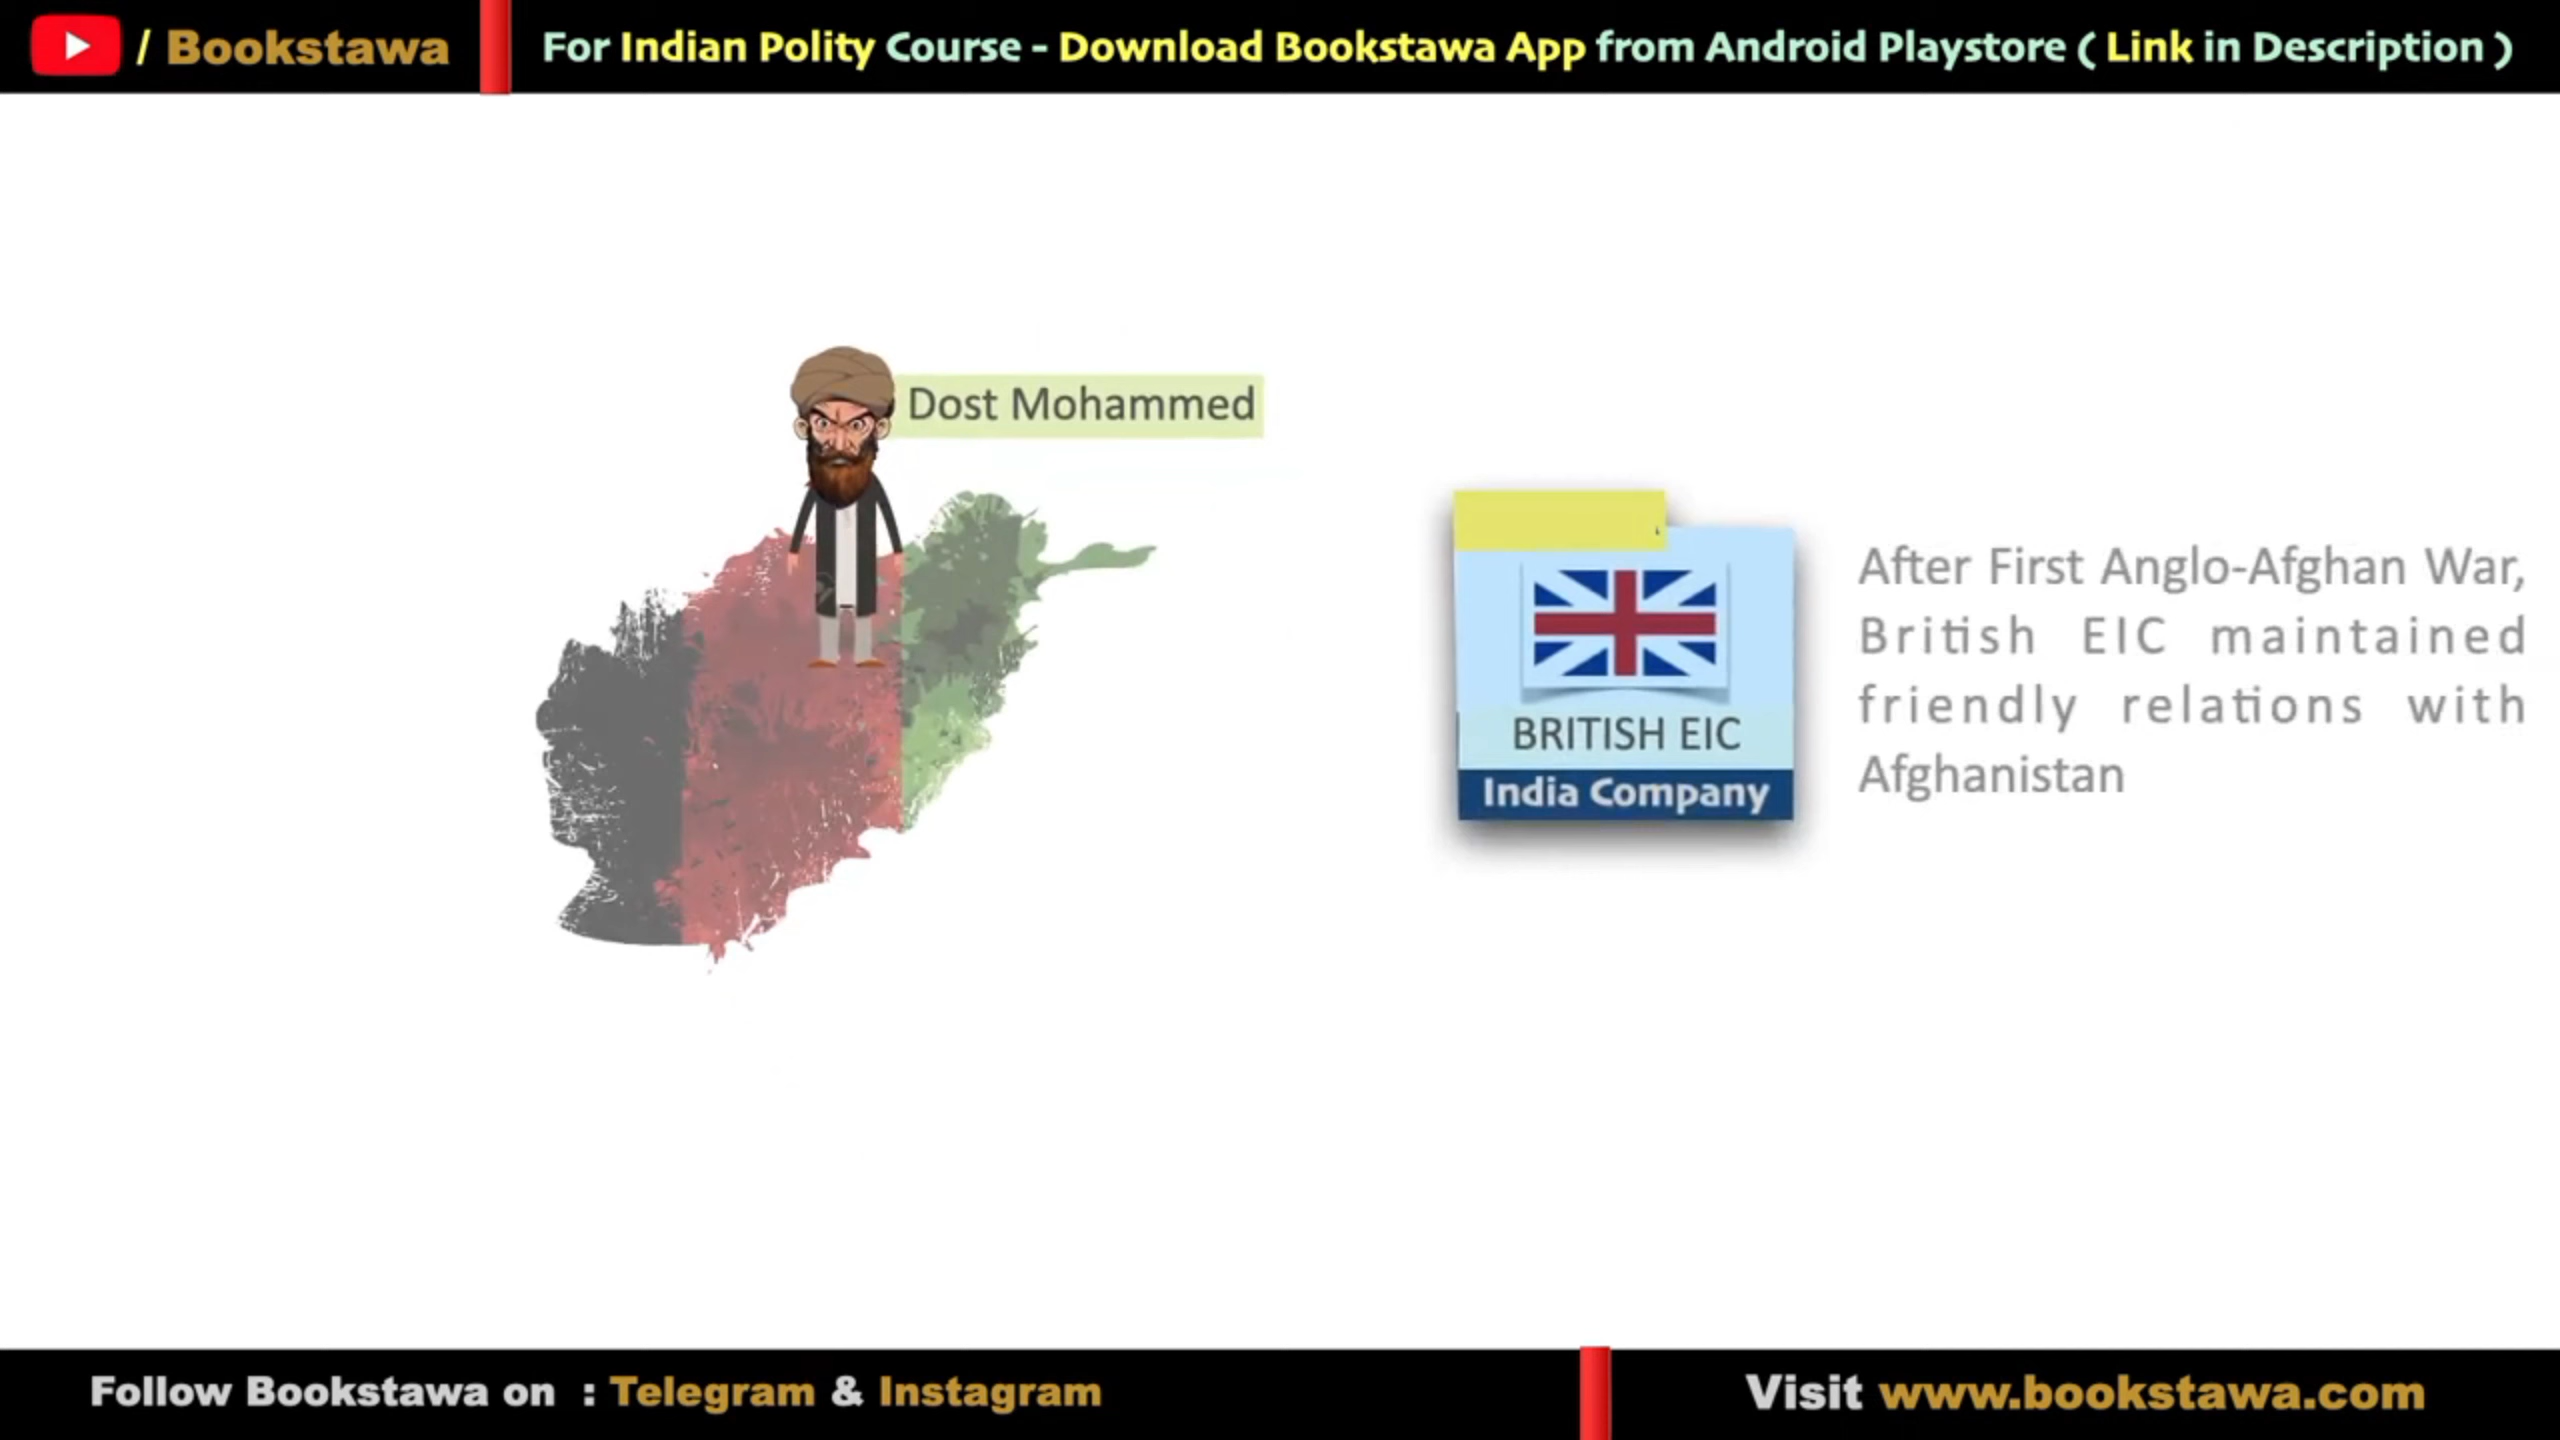 / Bookstawa
For Indian Polity Course - Download Bookstawa App from Android Playstore ( Link in Description )
Dost Mohammed
BRITISH EIC
India Company
After First Anglo-Afghan War,
British EIC maintained
friendly relations with
Afghanistan
Follow Bookstawa on : Telegram & Instagram
Visit www.bookstawa.com